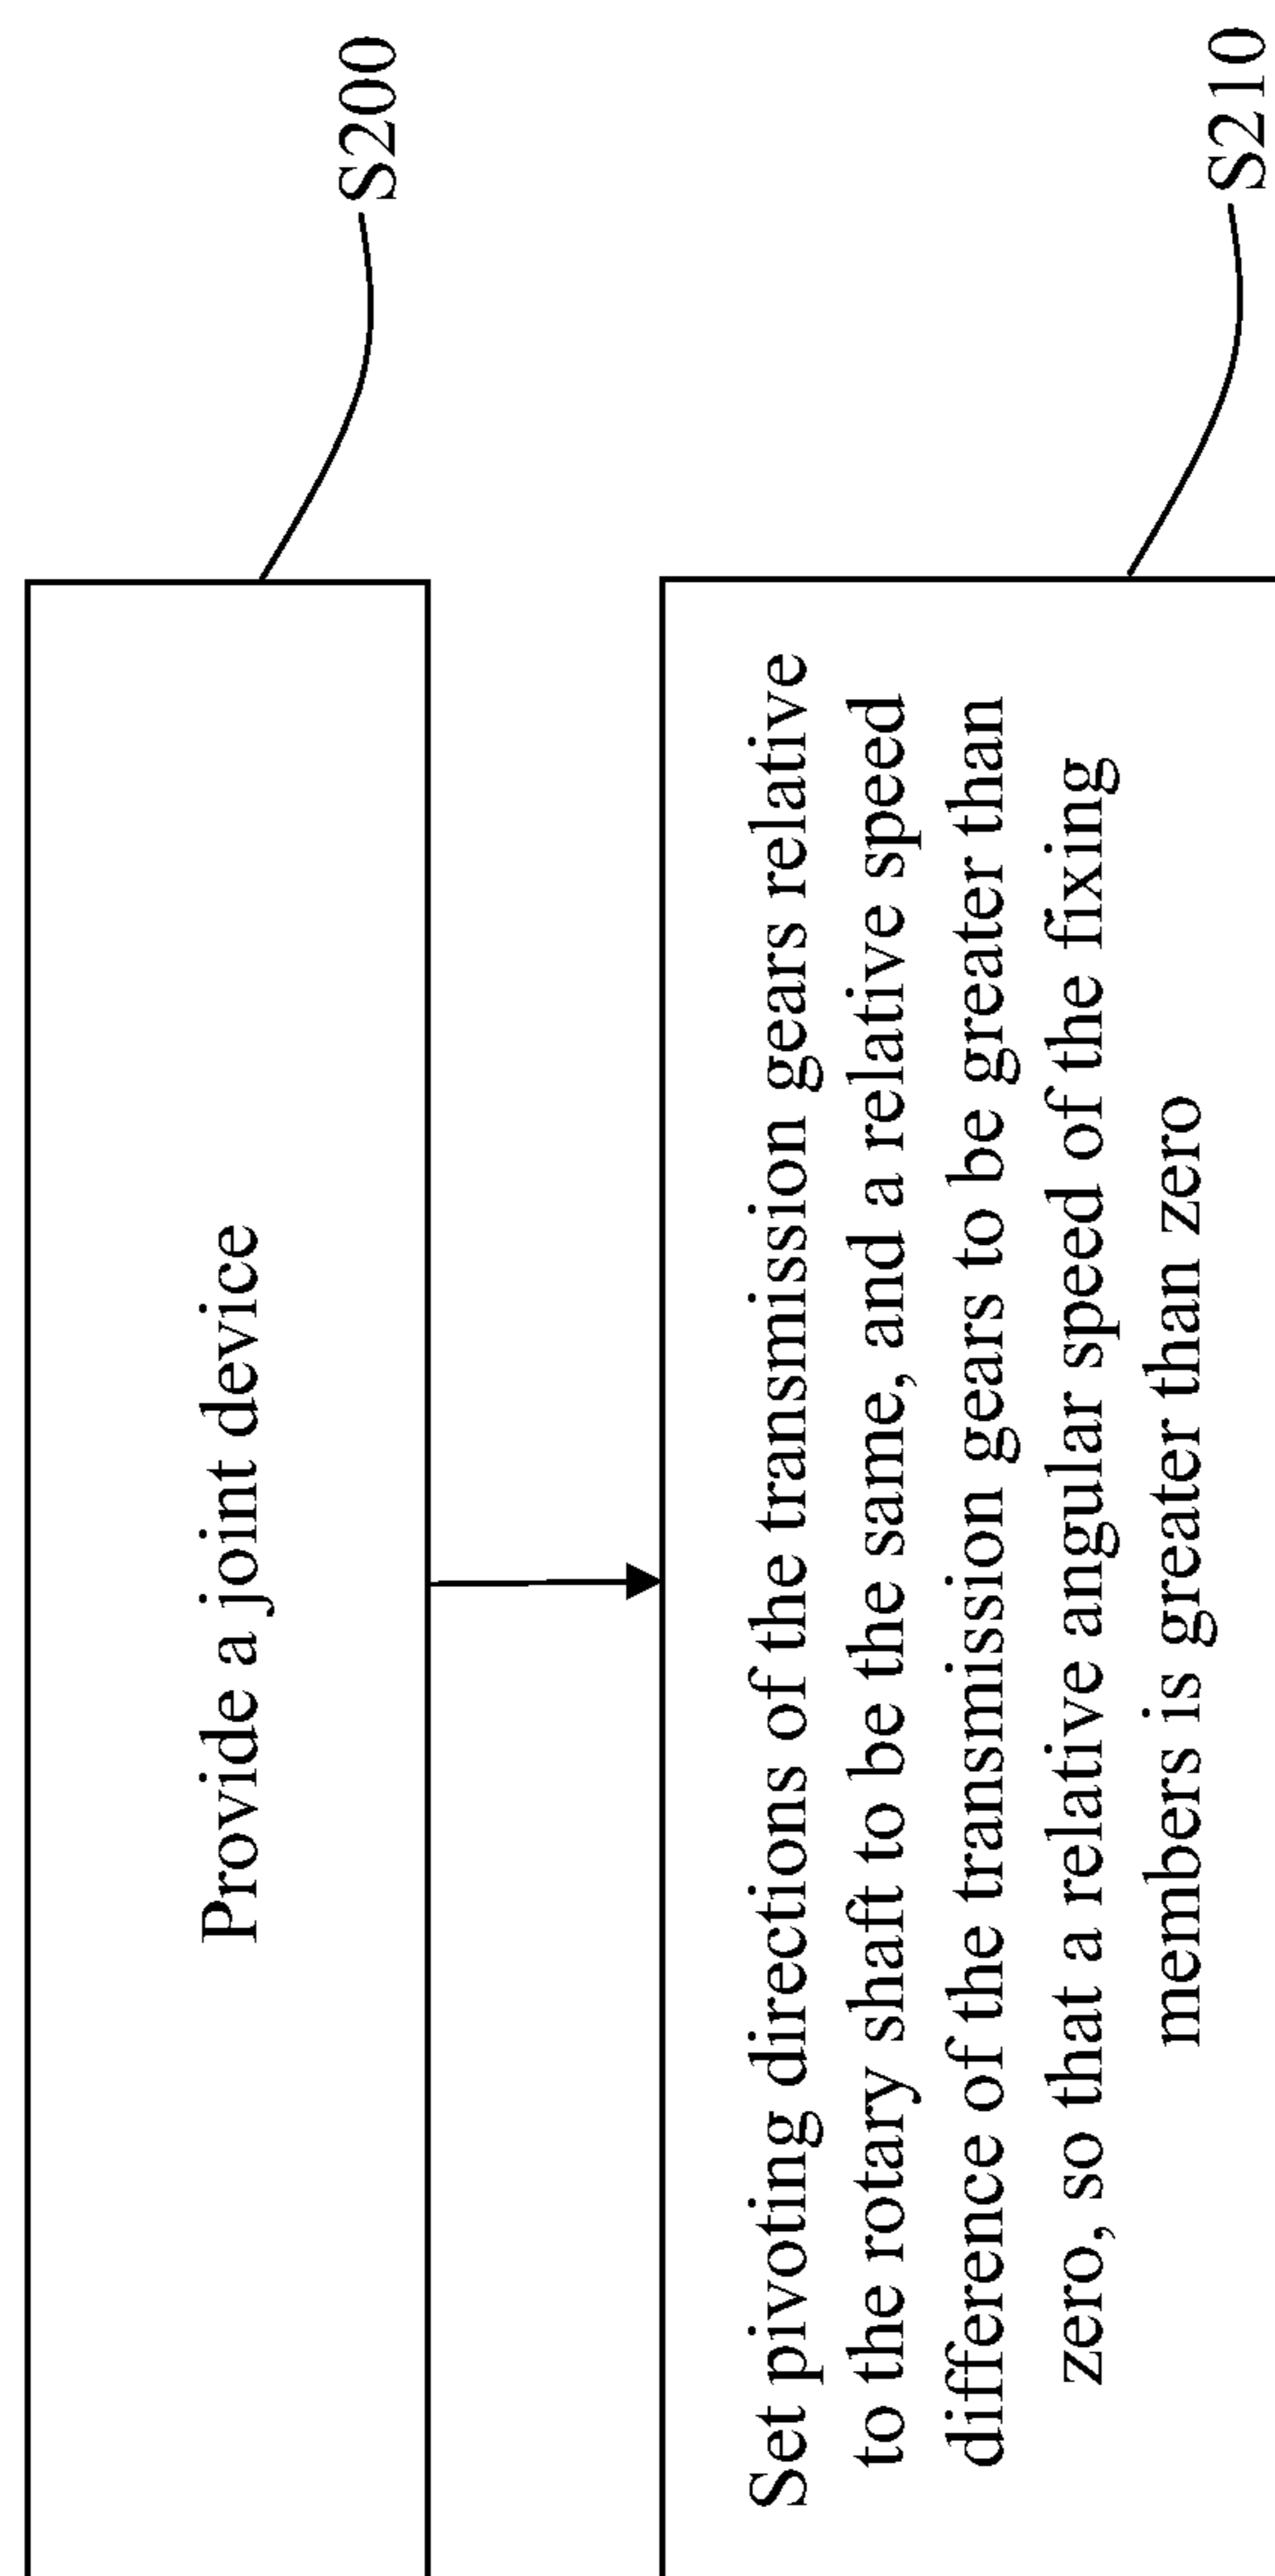 Provide a joint device
S200
Set pivoting directions of the transmission gears relative
to the rotary shaft to be the same, and a relative speed
difference of the transmission gears to be greater than
zero, so that a relative angular speed of the fixing
members is greater than zero
S210